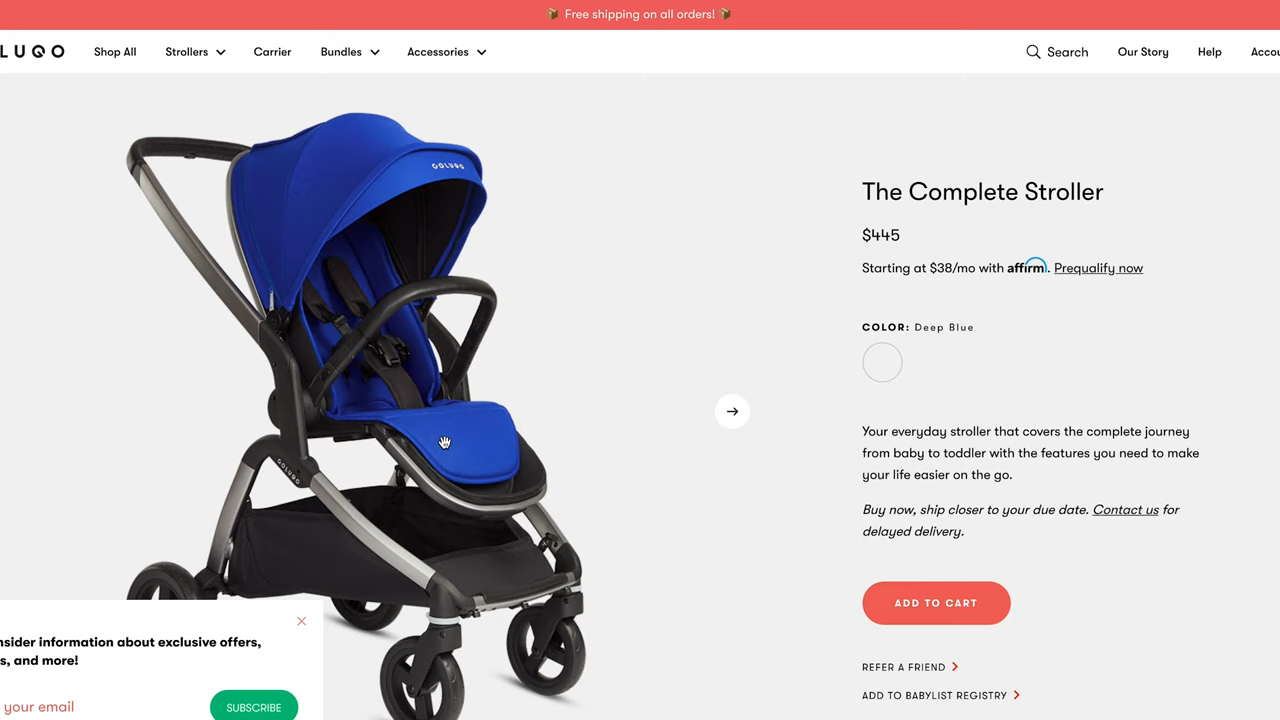 📦 Free shipping on all orders! 📦
LUGO Shop All Strollers Carrier Bundles Accessories Search Our Story Help Accou
COLUGO
COLUGO
The Complete Stroller
$445
Starting at $38/mo with affirm. Prequalify now
COLOR: Deep Blue
Your everyday stroller that covers the complete journey
from baby to toddler with the features you need to make
your life easier on the go.
Buy now, ship closer to your due date. Contact us for
delayed delivery.
ADD TO CART
REFER A FRIEND
ADD TO BABYLIST REGISTRY
nsider information about exclusive offers,
s, and more!
your email
SUBSCRIBE